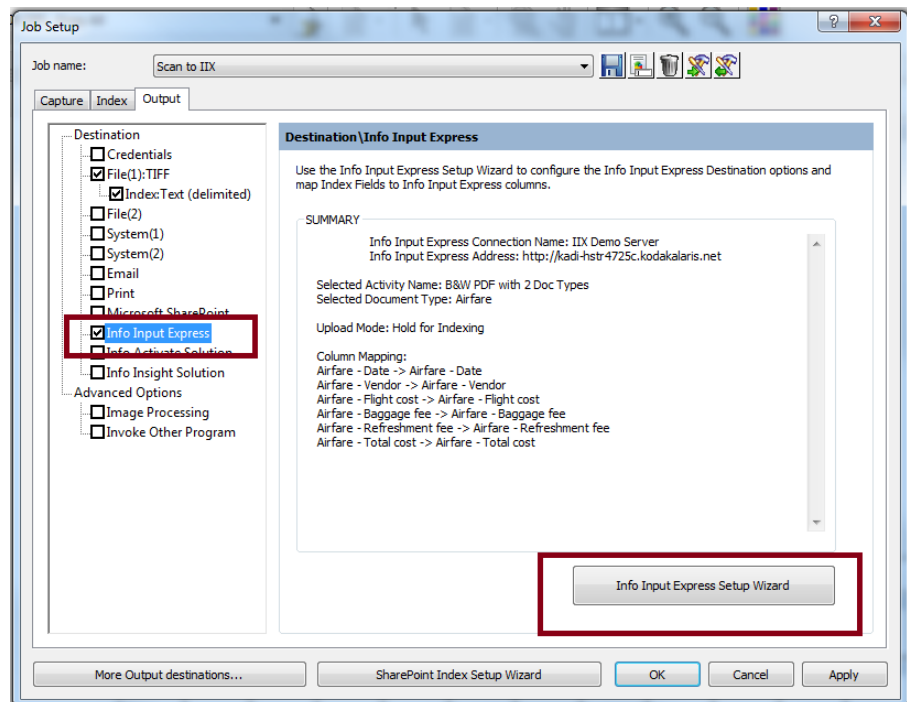 Job Setup
Job name:
Scan to IIX
Capture
Index
Output
Destination
Credentials
File(1):TIFF
Index:Text (delimited)
File(2)
System(1)
System(2)
Email
Print
Microsoft SharePoint
Info Input Express
Info Activate Solution
Info Insight Solution
Advanced Options
Image Processing
Invoke Other Program
Destination\Info Input Express
Use the Info Input Express Setup Wizard to configure the Info Input Express Destination options and
map Index Fields to Info Input Express columns.
SUMMARY
Info Input Express Connection Name: IIX Demo Server
Info Input Express Address: http://kadi-hstr4725c.kodakalaris.net
Selected Activity Name: B&W PDF with 2 Doc Types
Selected Document Type: Airfare
Upload Mode: Hold for Indexing
Column Mapping:
Airfare - Date -> Airfare - Date
Airfare - Vendor -> Airfare - Vendor
Airfare - Flight cost -> Airfare - Flight cost
Airfare - Baggage fee -> Airfare - Baggage fee
Airfare - Refreshment fee -> Airfare - Refreshment fee
Airfare - Total cost -> Airfare - Total cost
Info Input Express Setup Wizard
More Output destinations...
SharePoint Index Setup Wizard
OK
Cancel
Apply